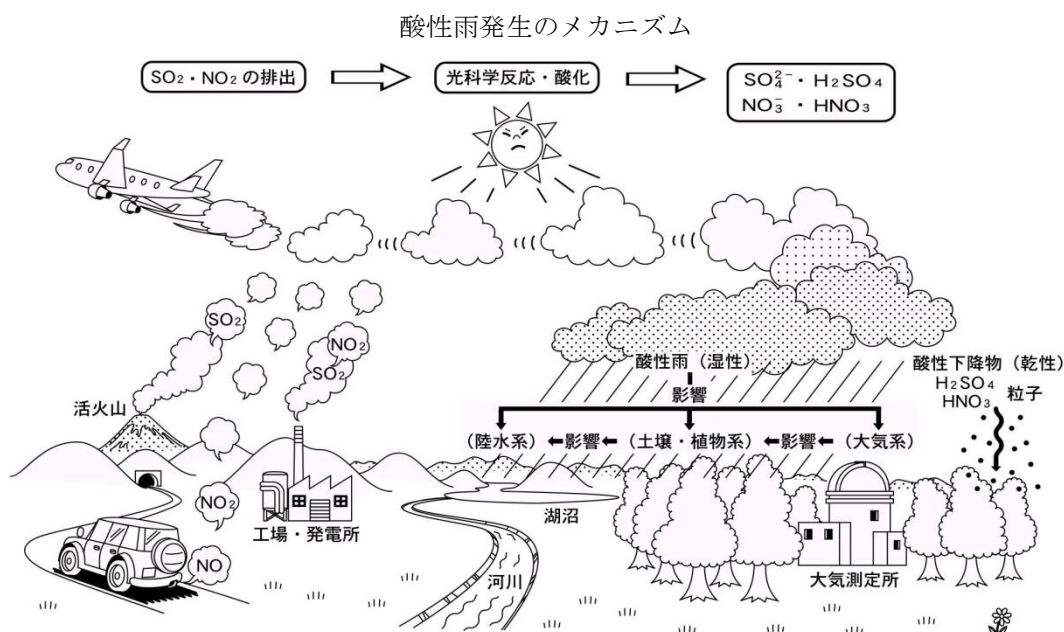 酸性雨発生のメカニズム
SO₂・NO₂の排出
光科学反応・酸化
SO₄²⁻・H₂SO₄
NO₃⁻・HNO₃
SO₂
NO₂
SO₂
活火山
酸性雨（湿性）
影響
酸性下降物（乾性）
H₂SO₄
HNO₃
粒子
（陸水系）←影響←（土壌・植物系）←影響←（大気系）
NO₂
NO
工場・発電所
湖沼
河川
大気測定所